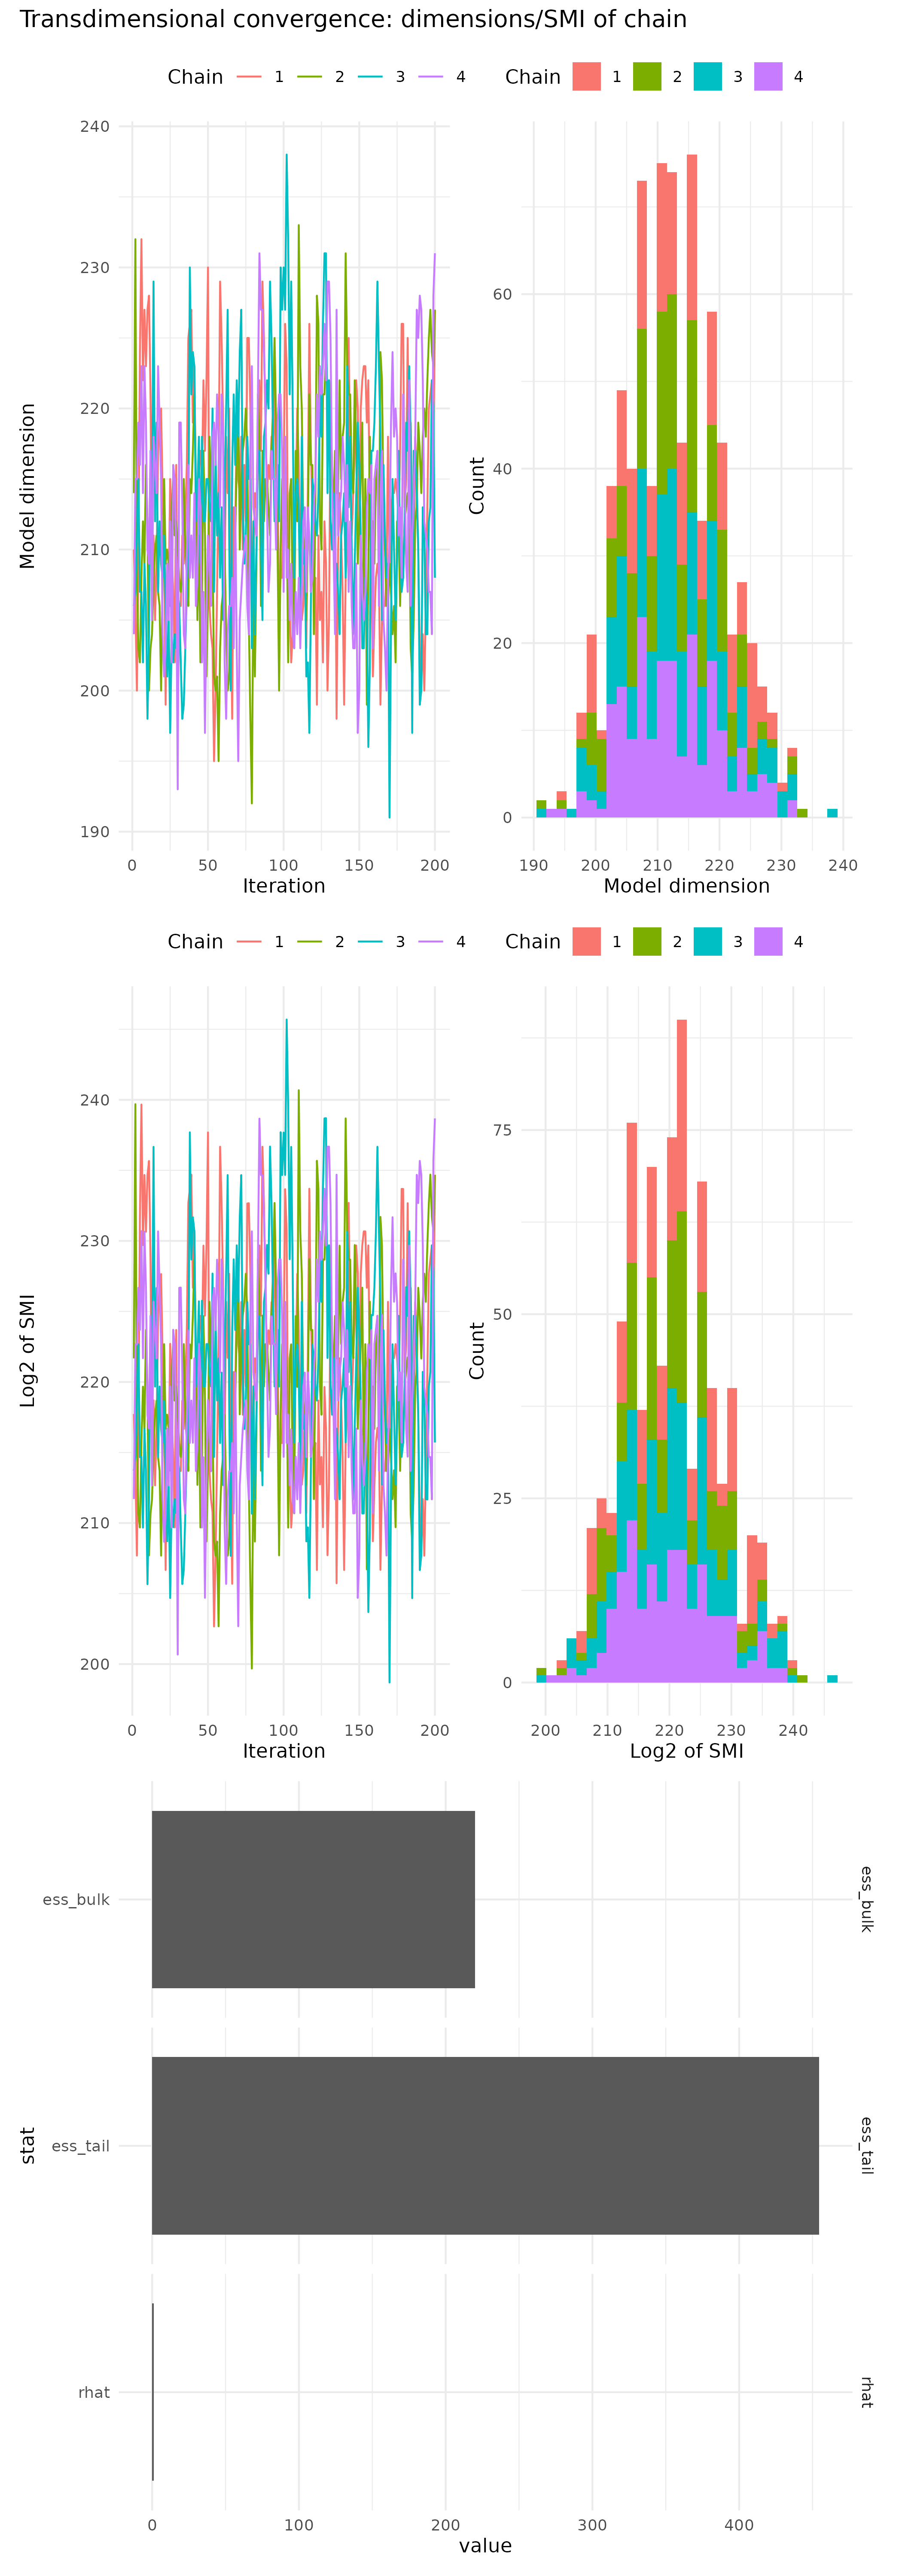 Transdimensional convergence: dimensions/SMI of chain
Chain 1 2 3 4
Chain 1 2 3 4
240
230
220
210
200
190
Model dimension
0 50 100 150 200
Iteration
60
40
20
0
Count
190 200 210 220 230 240
Model dimension
Chain 1 2 3 4
Chain 1 2 3 4
240
230
220
210
200
Log2 of SMI
0 50 100 150 200
Iteration
75
50
25
0
Count
200 210 220 230 240
Log2 of SMI
ess_bulk
ess_bulk
stat
ess_tail
ess_tail
rhat
rhat
0 100 200 300 400
value